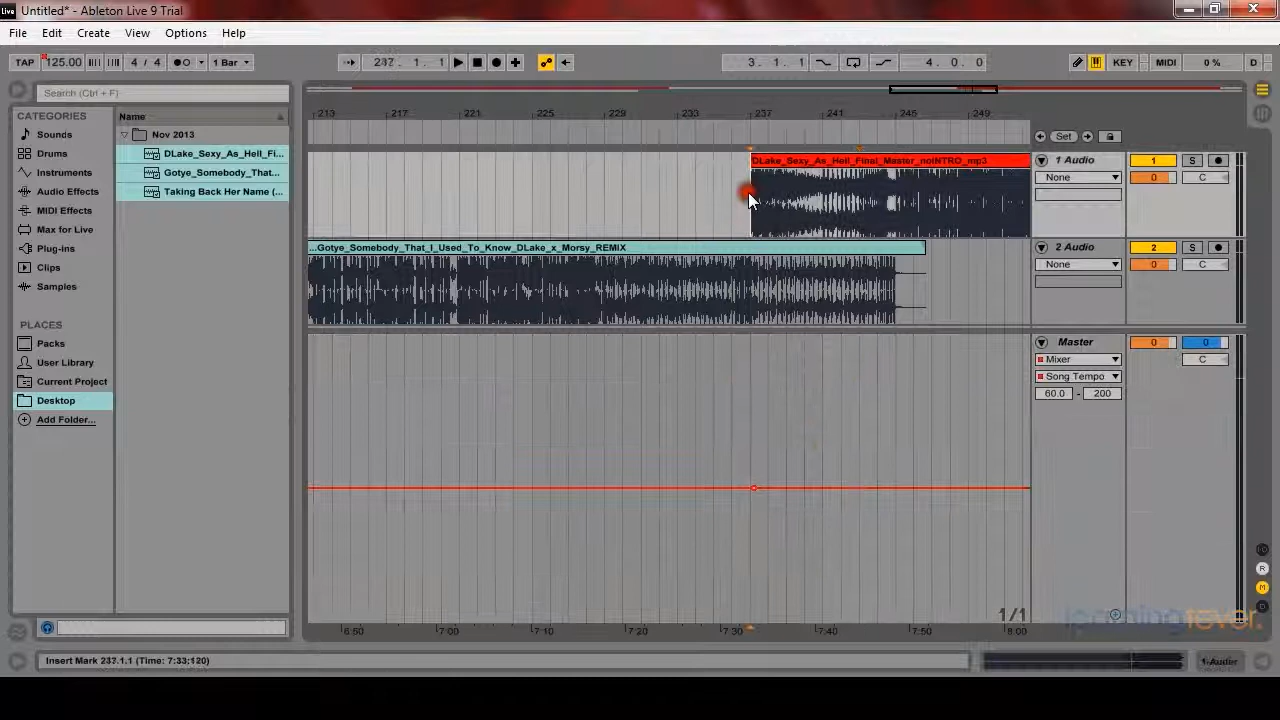 Live Untitled* - Ableton Live 9 Trial
File Edit Create View Options Help
TAP 125.00 4 / 4 1 Bar 237. 1. 1 3. 1. 1 4. 0. 0 KEY MIDI 0 % D
Search (Ctrl + F)
CATEGORIES
Sounds
Drums
Instruments
Audio Effects
MIDI Effects
Max for Live
Plug-ins
Clips
Samples
PLACES
Packs
User Library
Current Project
Desktop
Add Folder...
Name
Nov 2013
DLake_Sexy_As_Hell_Fi...
Gotye_Somebody_That...
Taking Back Her Name (...
213 217 221 225 229 233 237 241 245 249
Set
DLake_Sexy_As_Hell_Final_Master_noINTRO_mp3
1 Audio 1 S
None 0 C
...Gotye_Somebody_That_I_Used_To_Know_DLake_x_Morsy_REMIX
2 Audio 2 S
None 0 C
Master 0 0
Mixer C
Song Tempo
60.0 - 200
1/1
learningfever.
6:50 7:00 7:10 7:20 7:30 7:40 7:50 8:00
R
M
D
Insert Mark 237.1.1 (Time: 7:33:120)
1-Audio